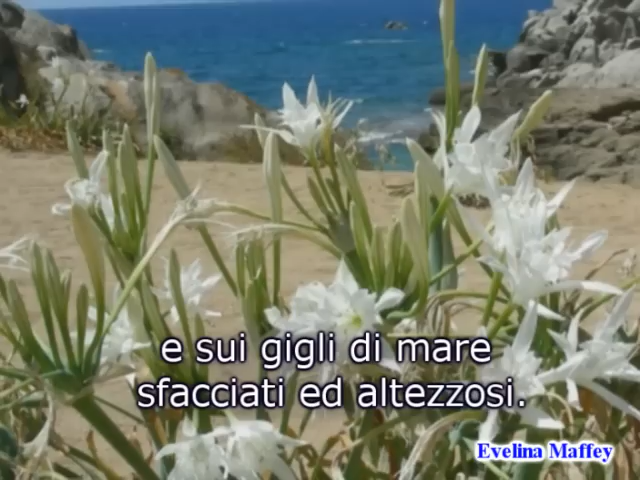 e sui gigli di mare
sfacciati ed altezzosi.
Evelina Maffey